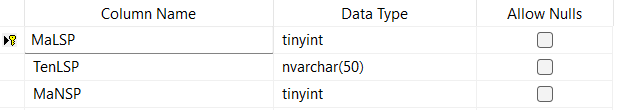 Column Name Data Type Allow Nulls
MaLSP tinyint
TenLSP nvarchar(50)
MaNSP tinyint